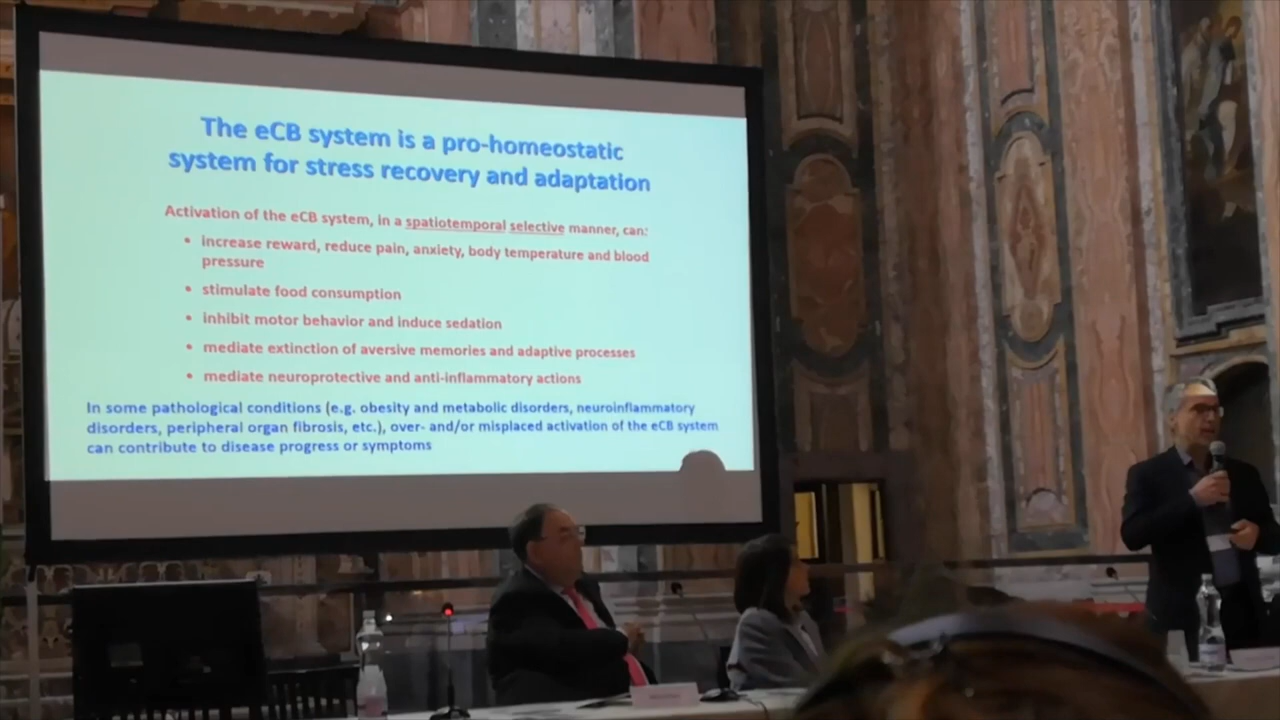 The eCB system is a pro-homeostatic
system for stress recovery and adaptation
Activation of the eCB system, in a spatiotemporal selective manner, can:
• increase reward, reduce pain, anxiety, body temperature and blood
pressure
• stimulate food consumption
• inhibit motor behavior and induce sedation
• mediate extinction of aversive memories and adaptive processes
• mediate neuroprotective and anti-inflammatory actions
In some pathological conditions (e.g. obesity and metabolic disorders, neuroinflammatory
disorders, peripheral organ fibrosis, etc.), over- and/or misplaced activation of the eCB system
can contribute to disease progress or symptoms